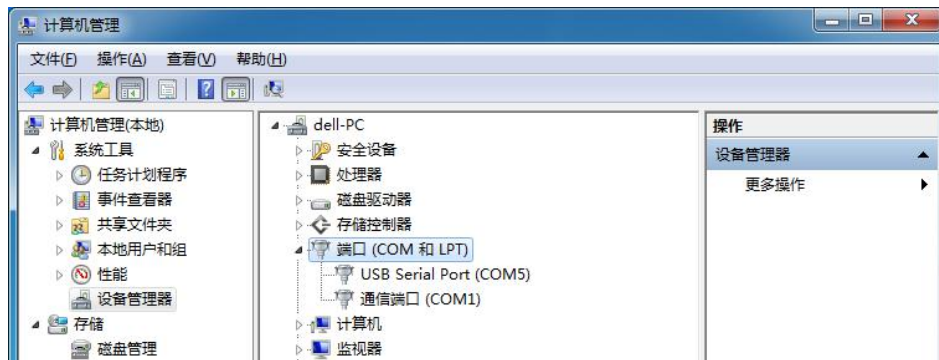 计算机管理
文件(F) 操作(A) 查看(V) 帮助(H)
计算机管理(本地)
系统工具
任务计划程序
事件查看器
共享文件夹
本地用户和组
性能
设备管理器
存储
磁盘管理
dell-PC
安全设备
处理器
磁盘驱动器
存储控制器
端口 (COM 和 LPT)
USB Serial Port (COM5)
通信端口 (COM1)
计算机
监视器
操作
设备管理器
更多操作